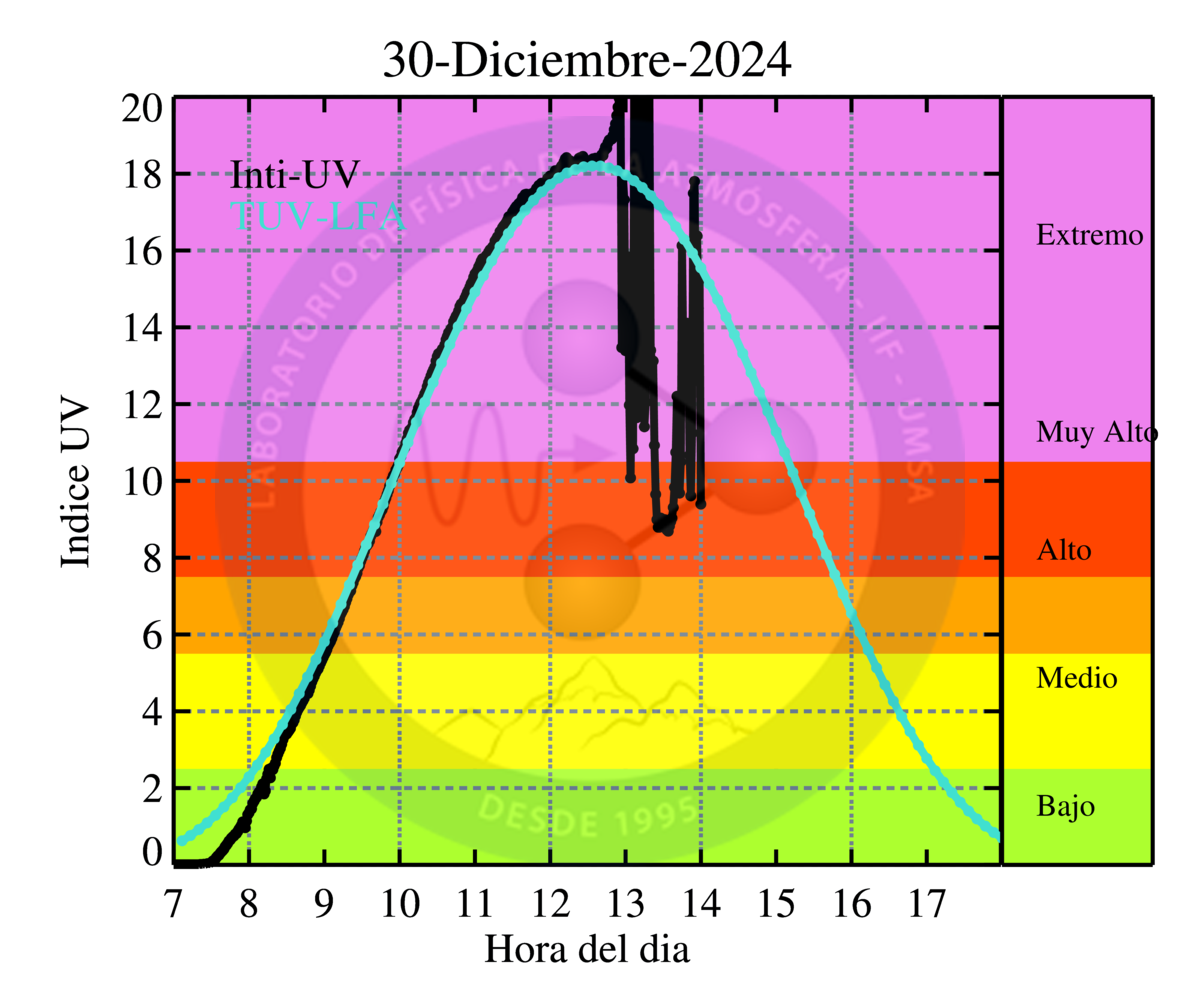 30-Diciembre-2024
20
18
16
14
12
10
8
6
4
2
0
Indice UV
Inti-UV
TUV-LFA
LABORATORIO DE FÍSICA DE LA ATMÓSFERA - IIF - UMSA
DESDE 1995
Extremo
Muy Alto
Alto
Medio
Bajo
7 8 9 10 11 12 13 14 15 16 17
Hora del dia